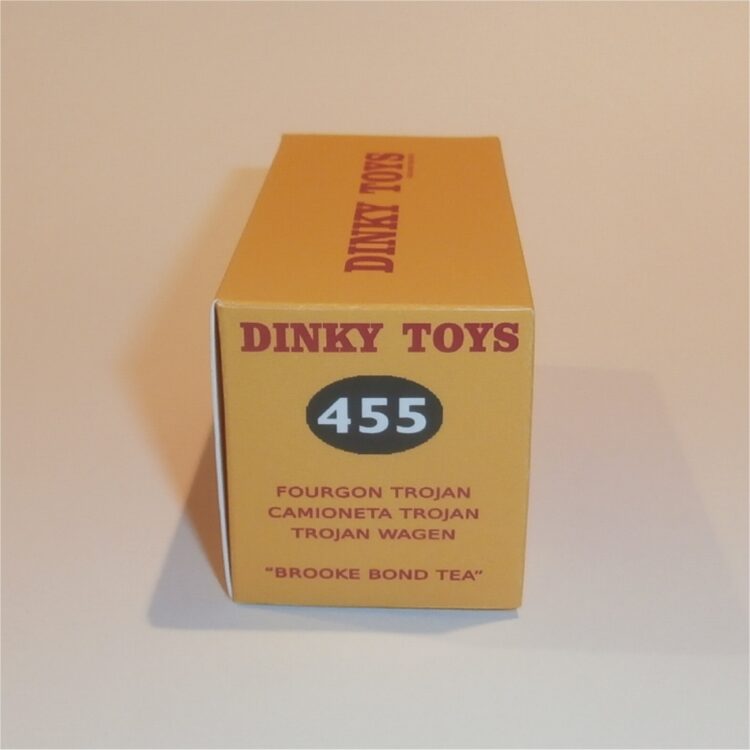 DINKY TOYS
DINKY TOYS
455
FOURGON TROJAN
CAMIONETA TROJAN
TROJAN WAGEN
“BROOKE BOND TEA”